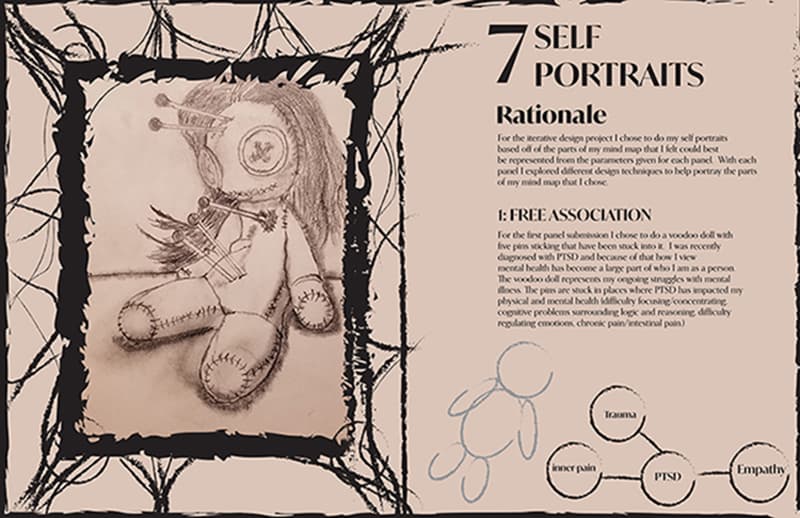 7 SELF
PORTRAITS
Rationale
For the iterative design project I chose to do my self portraits
based off of the parts of my mind map that I felt could best
be represented from the parameters given for each panel. With each
panel I explored different design techniques to help portray the parts
of my mind map that I chose.
1: FREE ASSOCIATION
For the first panel submission I chose to do a voodoo doll with
five pins sticking that have been stuck into it. I was recently
diagnosed with PTSD and because of that how I view
mental health has become a large part of who I am as a person.
The voodoo doll represents my ongoing struggles with mental
illness. The pins are stuck in places where PTSD has impacted my
physical and mental health (difficulty focusing/concentrating,
cognitive problems surrounding logic and reasoning, difficulty
regulating emotions, chronic pain/intestinal pain.)
Trauma
inner pain
PTSD
Empathy